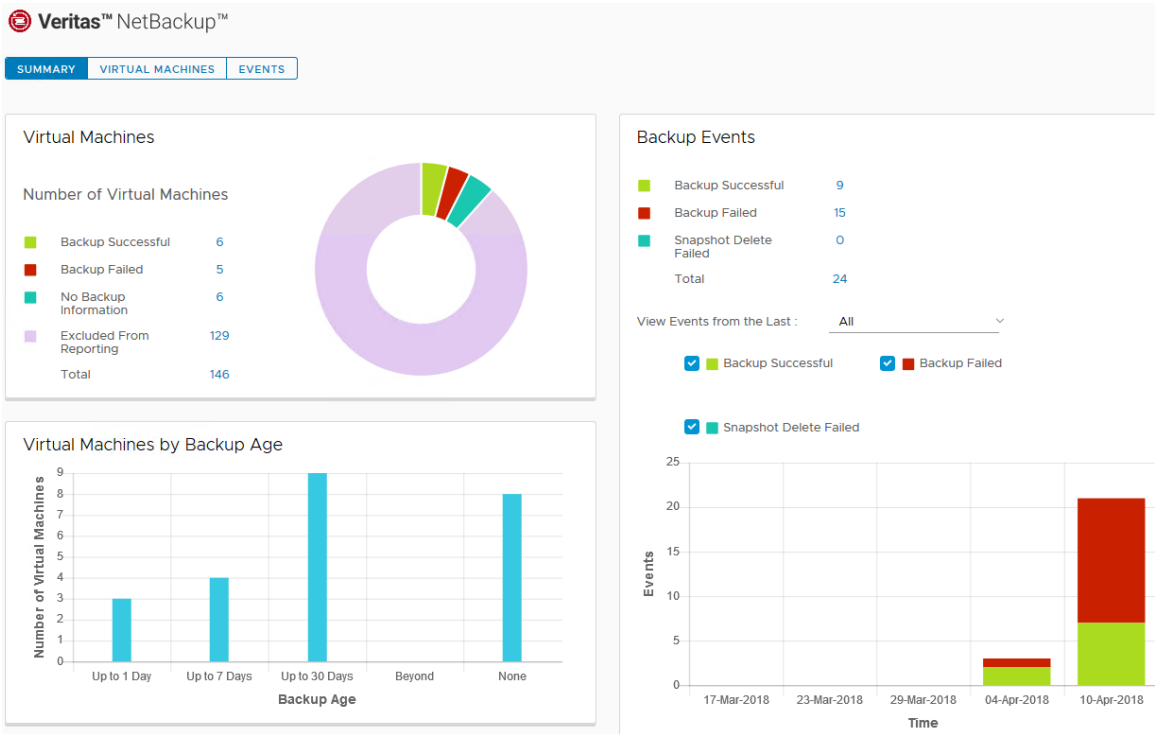 Veritas™ NetBackup™
SUMMARY VIRTUAL MACHINES EVENTS
Virtual Machines
Number of Virtual Machines
Backup Successful 6
Backup Failed 5
No Backup
Information 6
Excluded From
Reporting 129
Total 146
Virtual Machines by Backup Age
Number of Virtual Machines
9
8
7
6
5
4
3
2
1
0
Up to 1 Day Up to 7 Days Up to 30 Days Beyond None
Backup Age
Backup Events
Backup Successful 9
Backup Failed 15
Snapshot Delete
Failed 0
Total 24
View Events from the Last : All
Backup Successful Backup Failed
Snapshot Delete Failed
Events
25
20
15
10
5
0
17-Mar-2018 23-Mar-2018 29-Mar-2018 04-Apr-2018 10-Apr-2018
Time